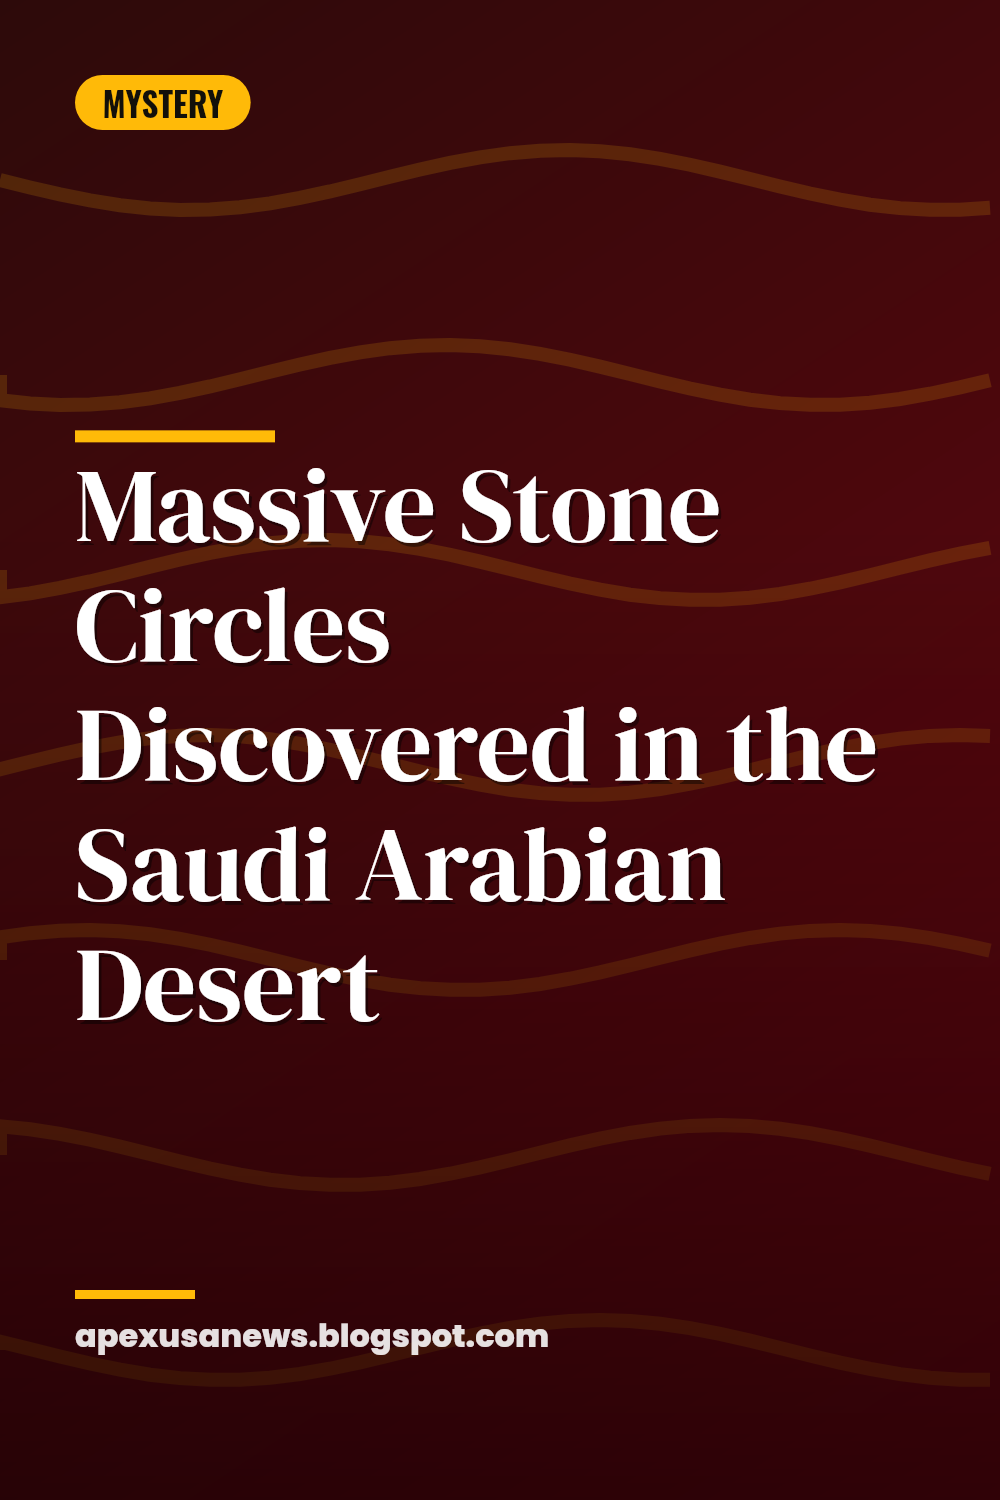 MYSTERY
Massive Stone
Circles
Discovered in the
Saudi Arabian
Desert
apexusanews.blogspot.com